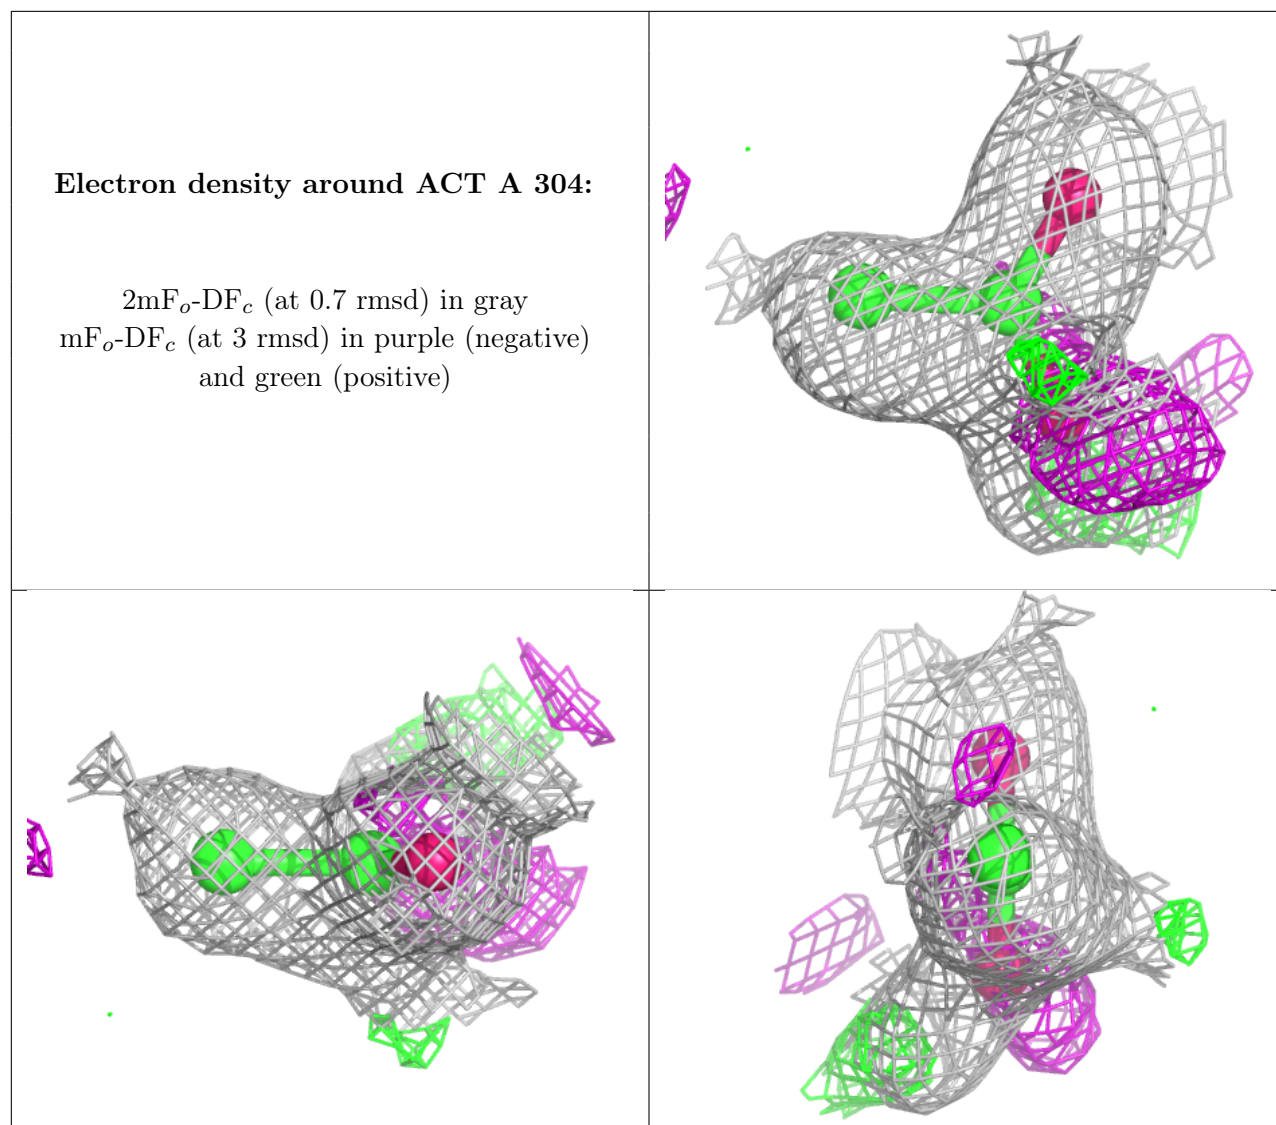 Electron density around ACT A 304:
2mFo-DFc (at 0.7 rmsd) in gray
mFo-DFc (at 3 rmsd) in purple (negative)
and green (positive)